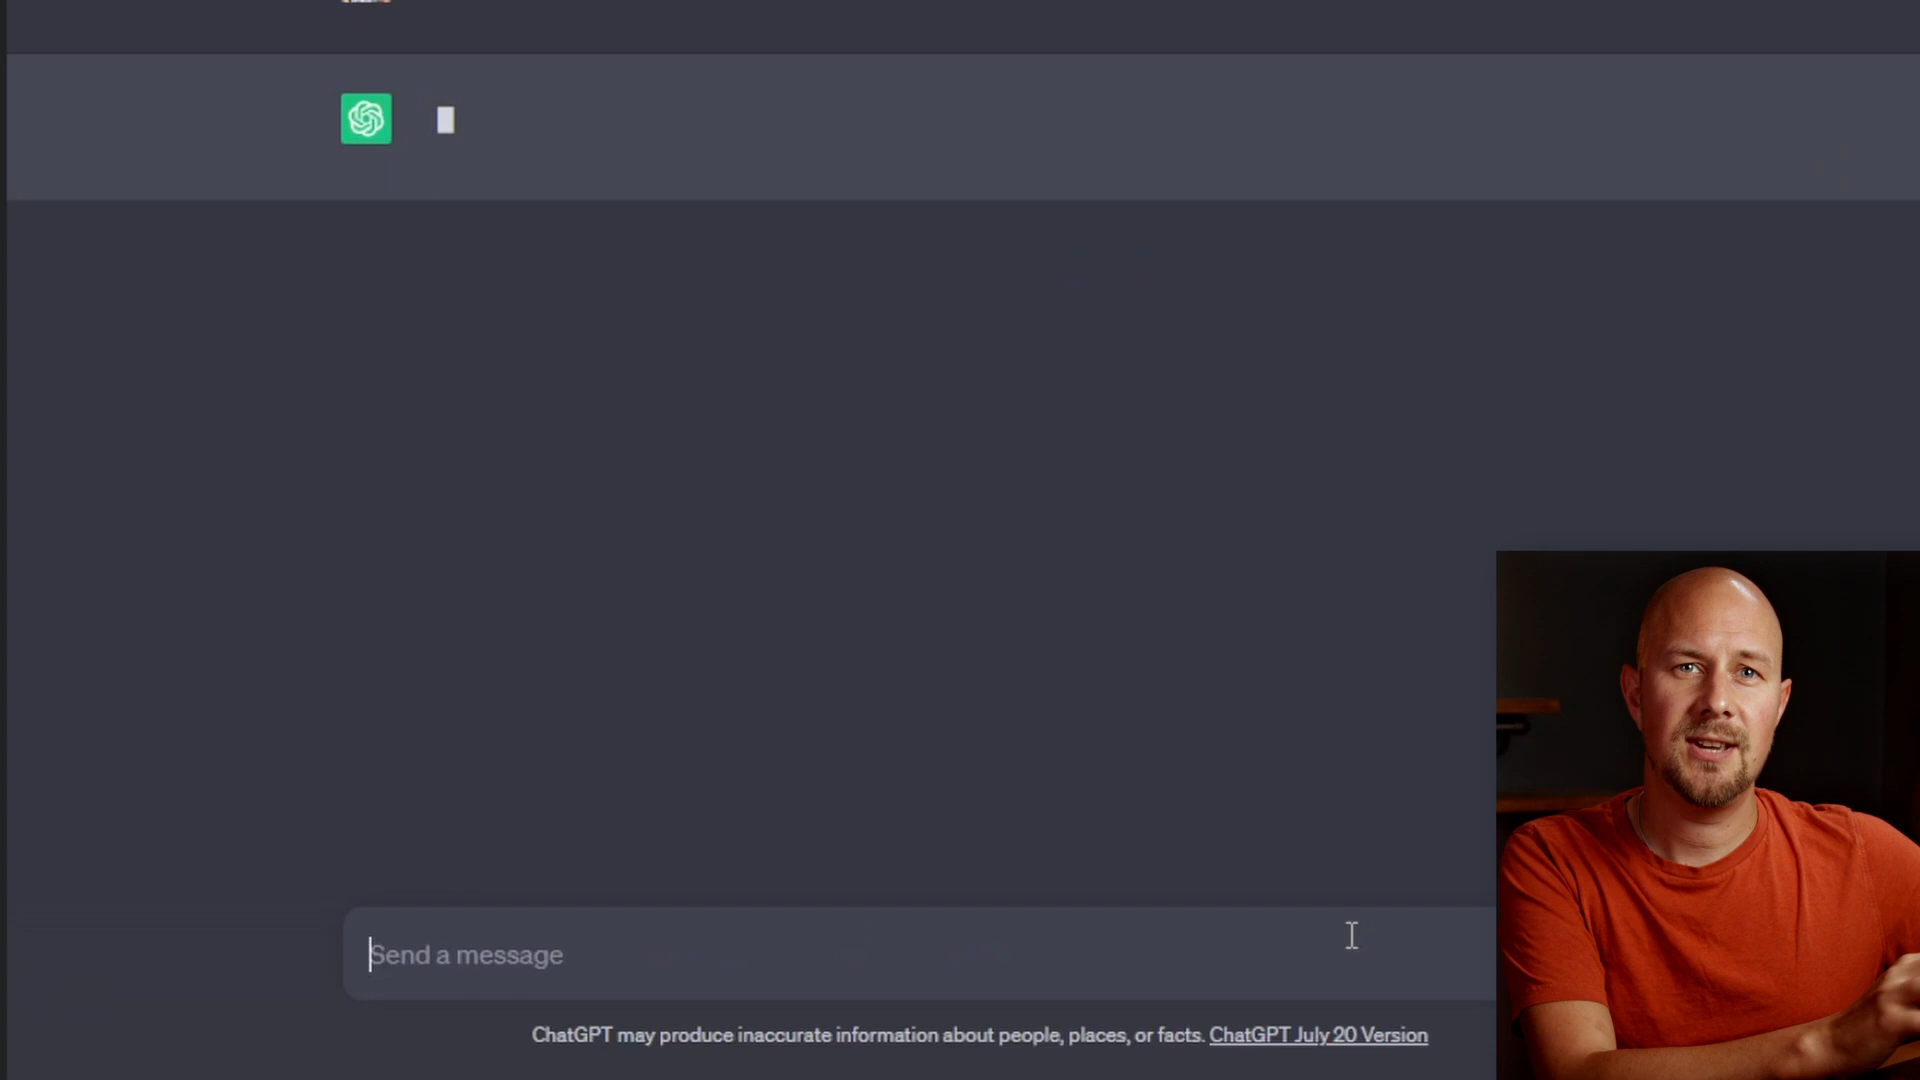 Send a message
ChatGPT may produce inaccurate information about people, places, or facts. ChatGPT July 20 Version